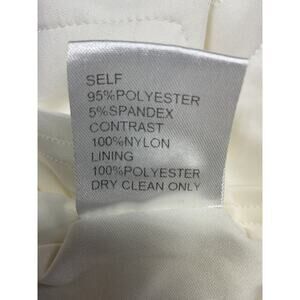 SELF
95%POLYESTER
5%SPANDEX
CONTRAST
100%NYLON
LINING
100%POLYESTER
DRY CLEAN ONLY